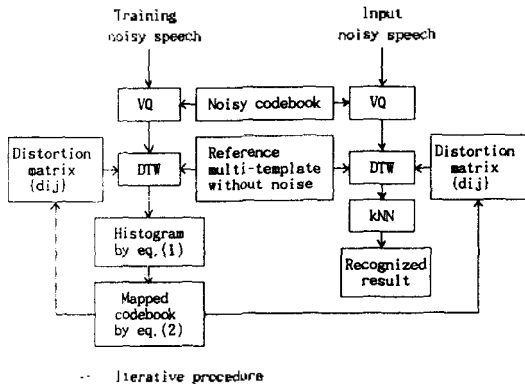 Training
noisy speech
Input
noisy speech
VQ
Noisy codebook
VQ
Distortion
matrix
{dij}
DTW
Reference
multi-template
without noise
DTW
Distortion
matrix
{dij}
Histogram
by eq.(1)
kNN
Mapped
codebook
by eq.(2)
Recognized
result
-- Iterative procedure